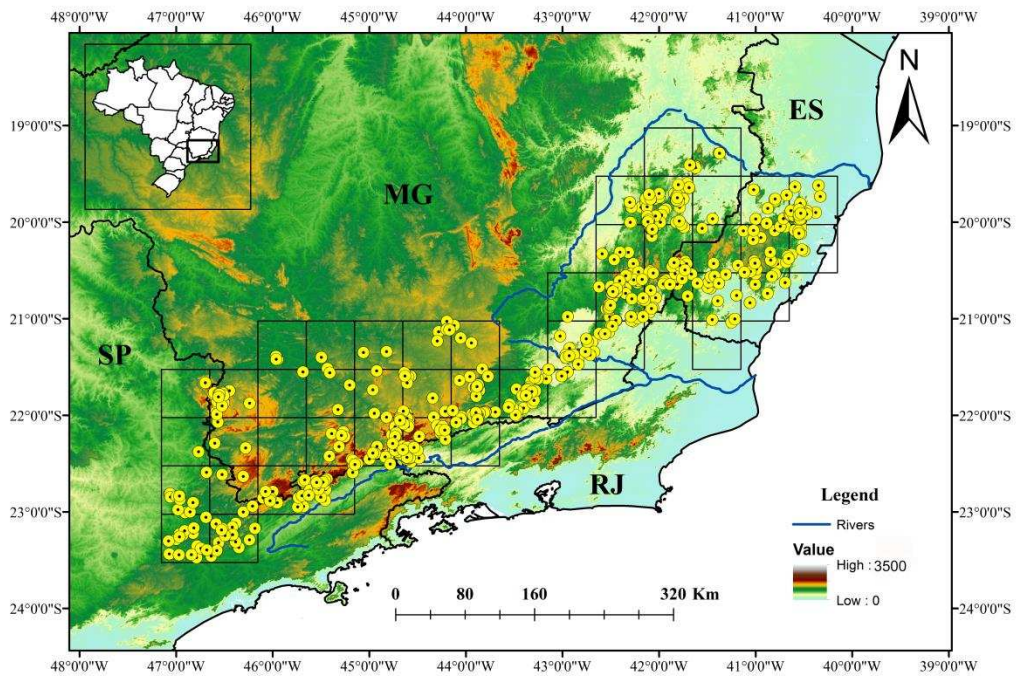 48°0'0"W 47°0'0"W 46°0'0"W 45°0'0"W 44°0'0"W 43°0'0"W 42°0'0"W 41°0'0"W 40°0'0"W 39°0'0"W
N
ES
19°0'0"S 19°0'0"S
MG
20°0'0"S 20°0'0"S
21°0'0"S 21°0'0"S
SP
22°0'0"S 22°0'0"S
RJ
23°0'0"S 23°0'0"S
24°0'0"S 24°0'0"S
Legend
Rivers
Value
High : 3500
Low : 0
0 80 160 320 Km
48°0'0"W 47°0'0"W 46°0'0"W 45°0'0"W 44°0'0"W 43°0'0"W 42°0'0"W 41°0'0"W 40°0'0"W 39°0'0"W